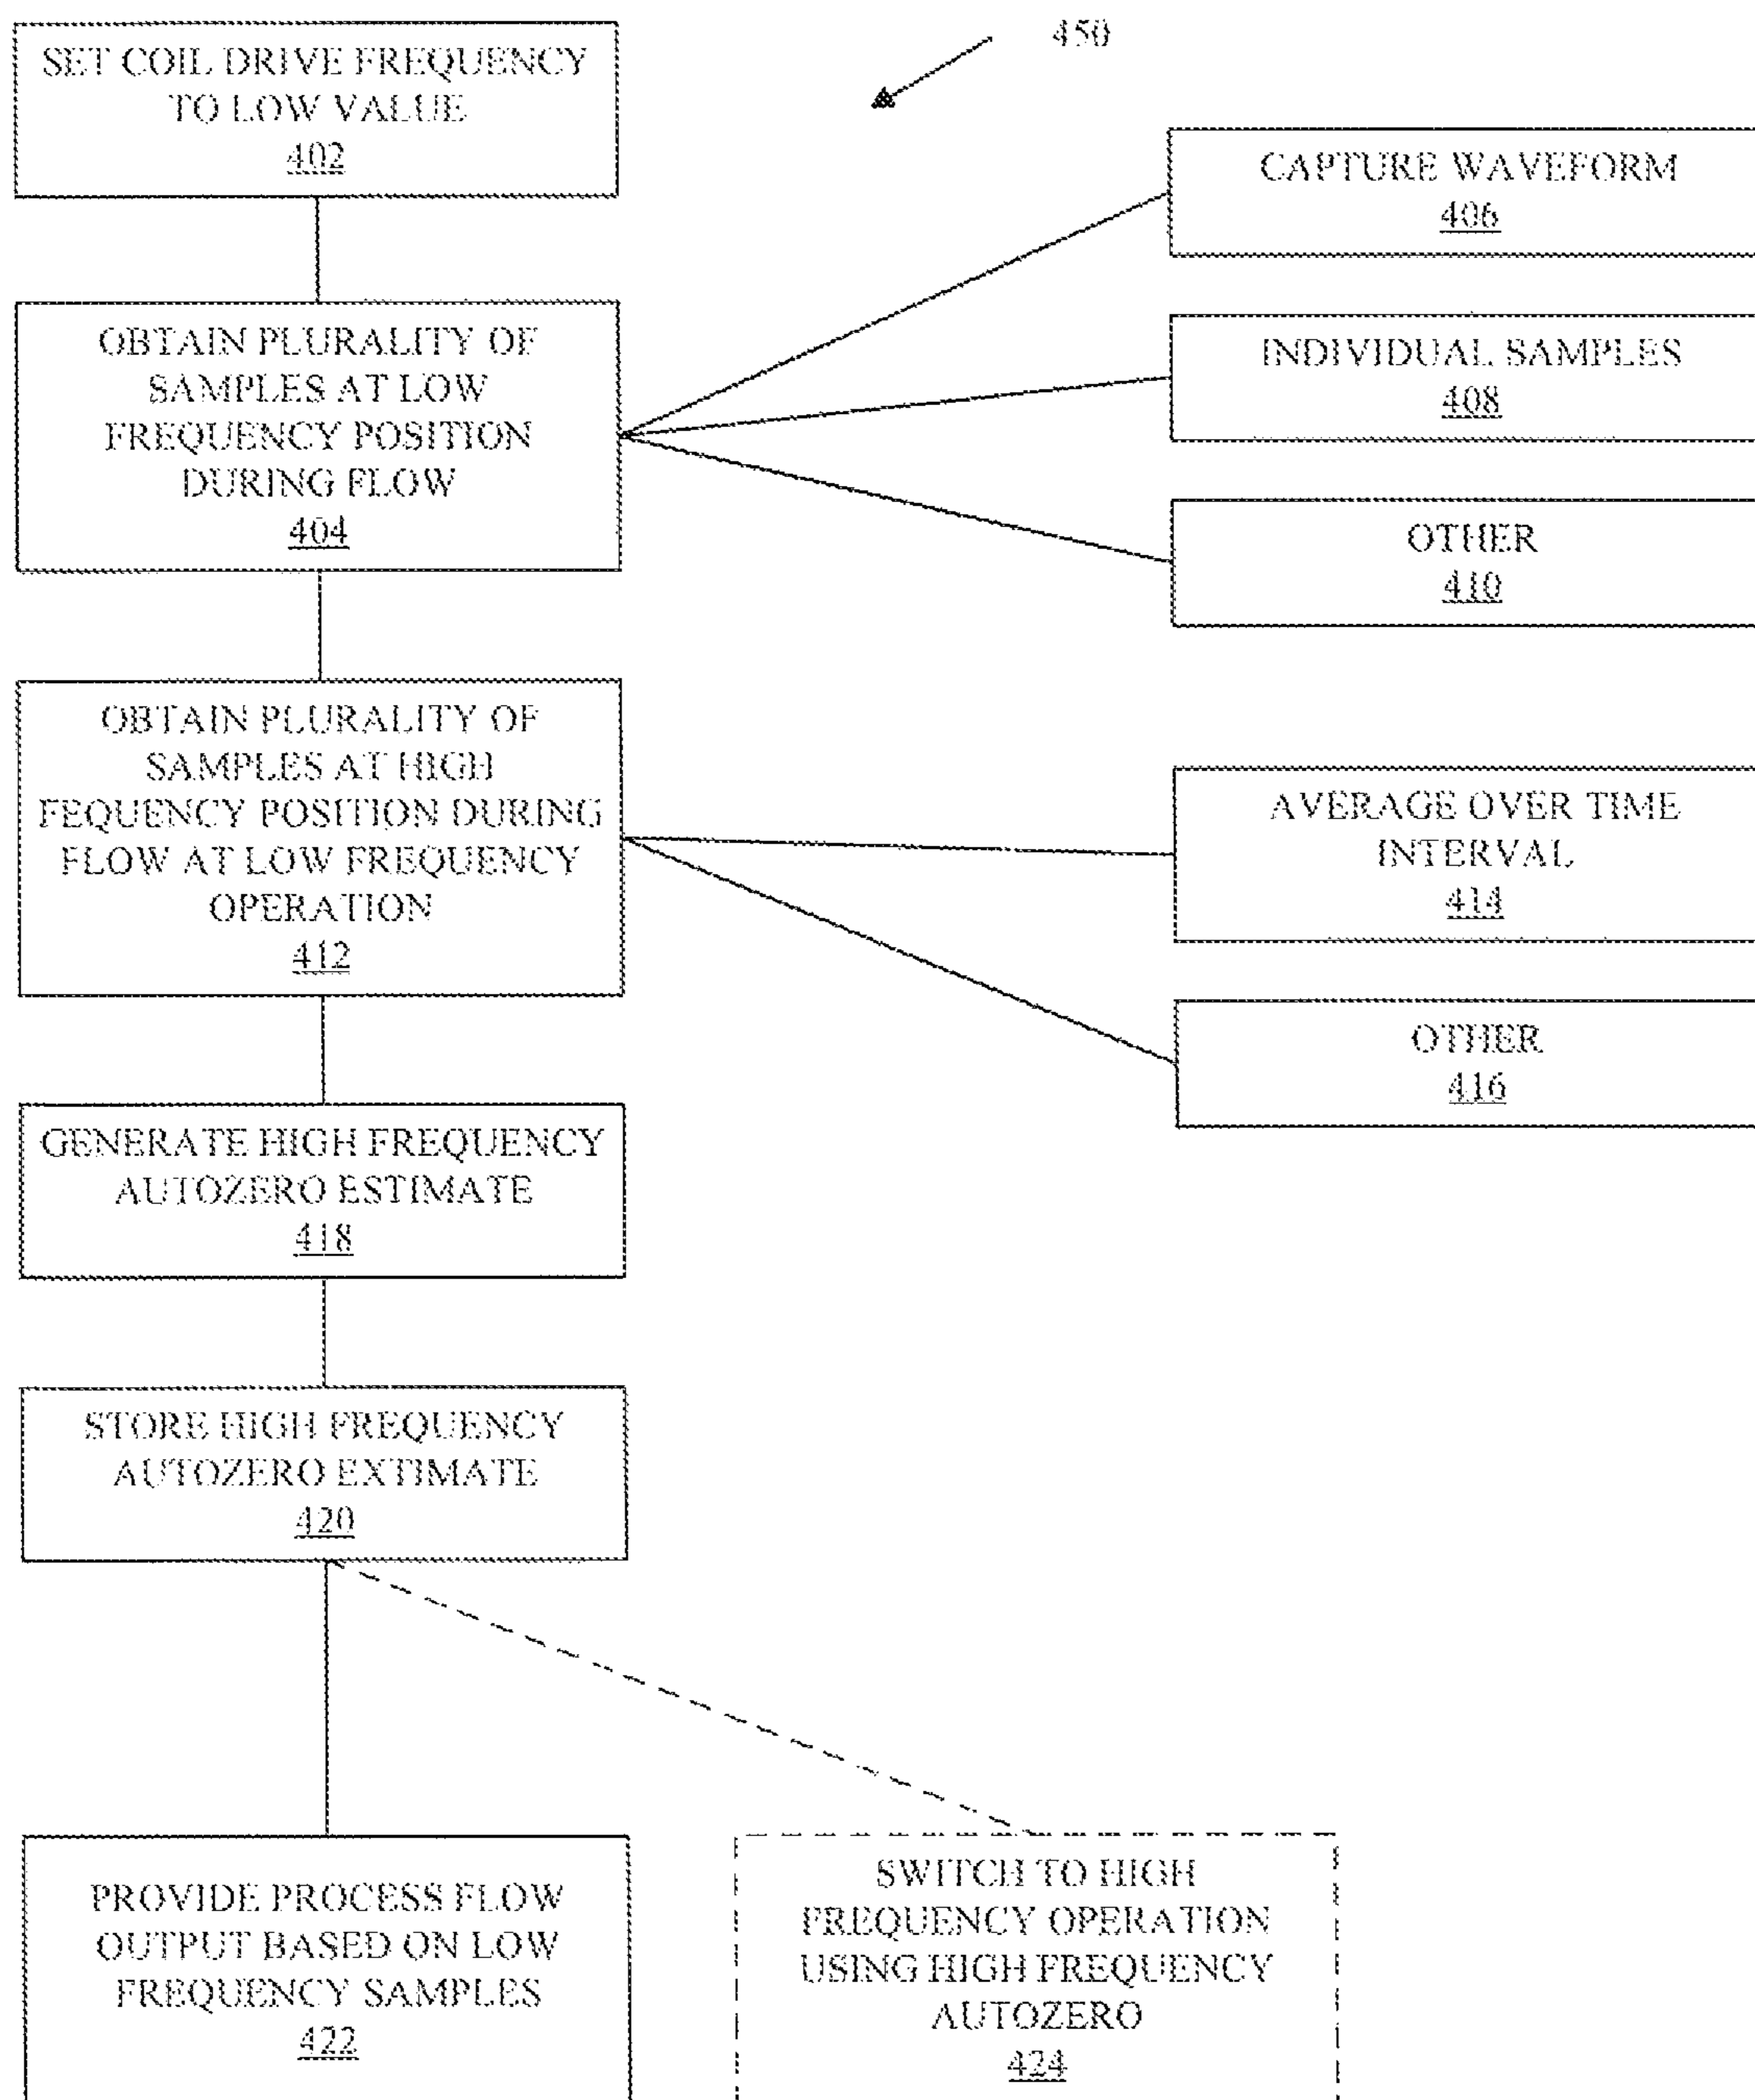 450
SET COIL DRIVE FREQUENCY
TO LOW VALUE
402
OBTAIN PLURALITY OF
SAMPLES AT LOW
FREQUENCY POSITION
DURING FLOW
404
CAPTURE WAVEFORM
406
INDIVIDUAL SAMPLES
408
OTHER
410
OBTAIN PLURALITY OF
SAMPLES AT HIGH
FEQUENCY POSITION DURING
FLOW AT LOW FREQUENCY
OPERATION
412
AVERAGE OVER TIME
INTERVAL
414
OTHER
416
GENERATE HIGH FREQUENCY
AUTOZERO ESTIMATE
418
STORE HIGH FREQUENCY
AUTOZERO EXTIMATE
420
PROVIDE PROCESS FLOW
OUTPUT BASED ON LOW
FREQUENCY SAMPLES
422
SWITCH TO HIGH
FREQUENCY OPERATION
USING HIGH FREQUENCY
AUTOZERO
424